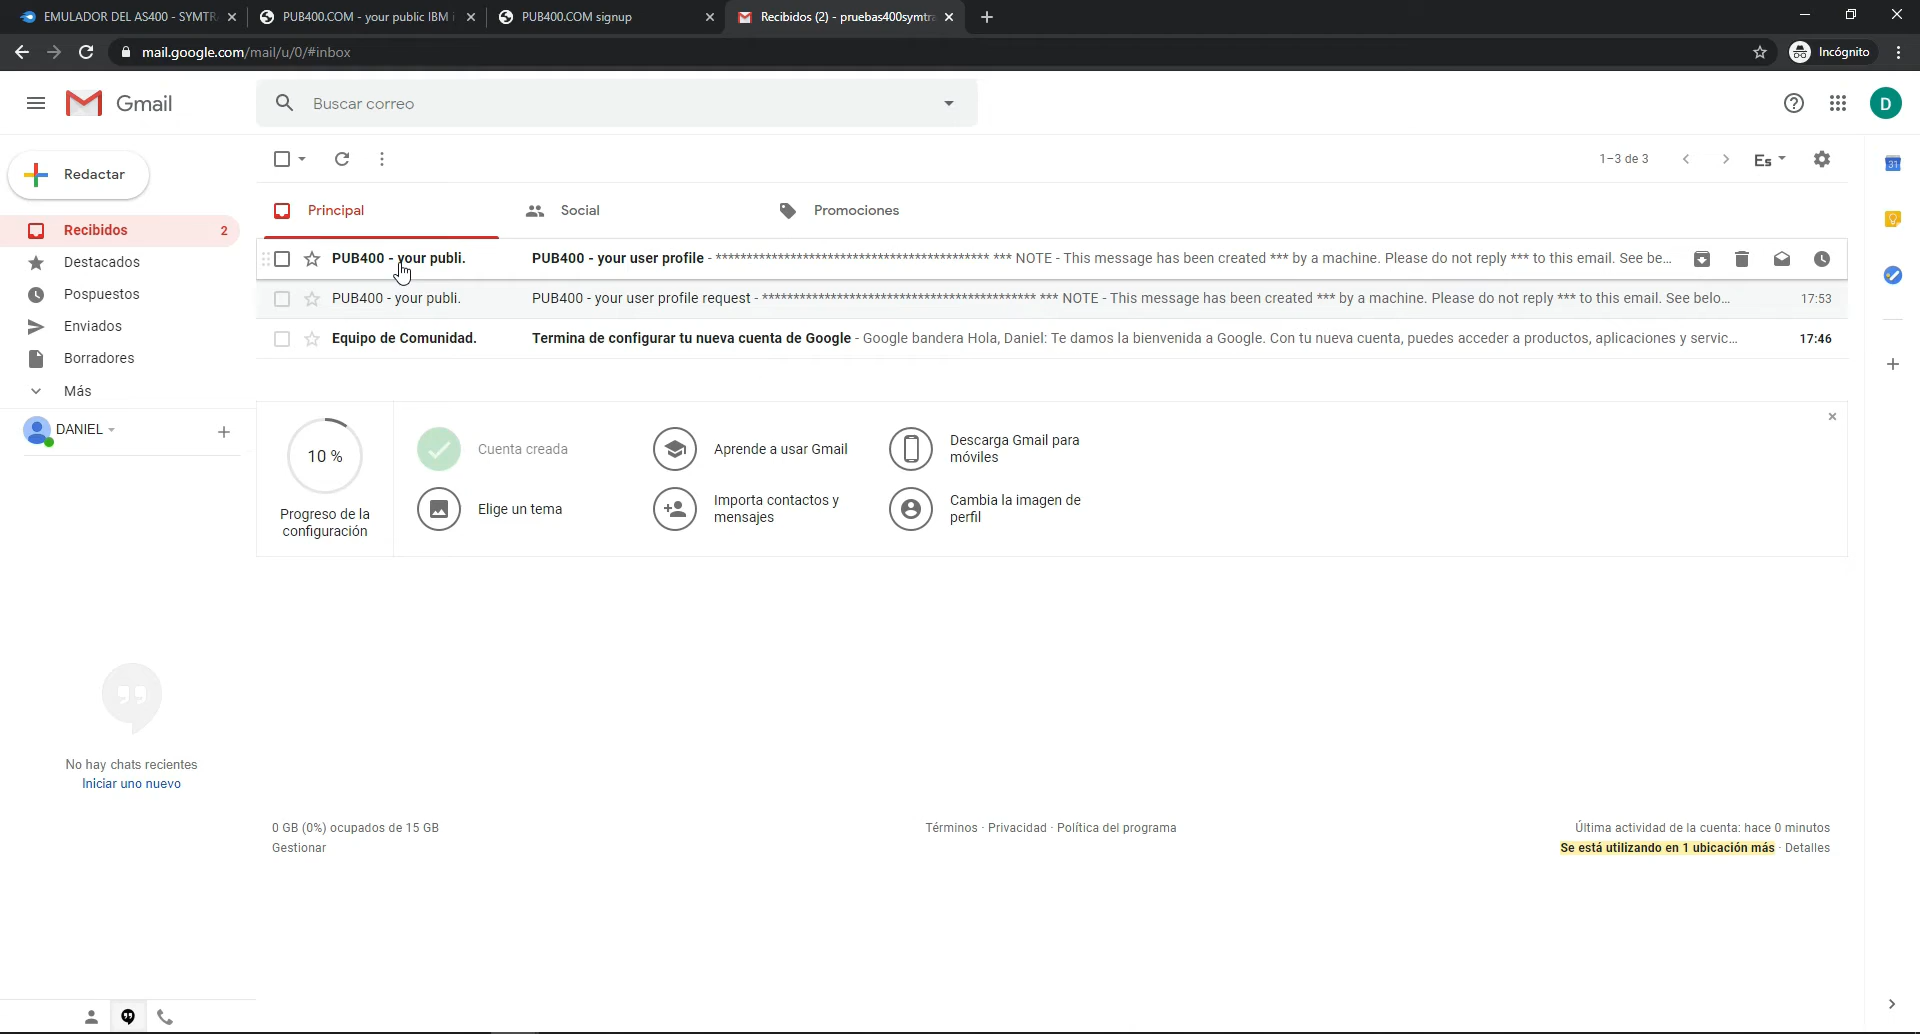 EMULADOR DEL AS400 - SYMTR
PUB400.COM - your public IBM i
PUB400.COM signup
Recibidos (2) - pruebas400symtra
mail.google.com/mail/u/0/#inbox
Incógnito
Gmail
Buscar correo
D
Redactar
1–3 de 3
Es
31
Principal
Social
Promociones
Recibidos 2
Destacados
Pospuestos
Enviados
Borradores
Más
DANIEL
PUB400 - your publi. PUB400 - your user profile - ******************************************** *** NOTE - This message has been created *** by a machine. Please do not reply *** to this email. See be...
PUB400 - your publi. PUB400 - your user profile request - ******************************************** *** NOTE - This message has been created *** by a machine. Please do not reply *** to this email. See belo... 17:53
Equipo de Comunidad. Termina de configurar tu nueva cuenta de Google - Google bandera Hola, Daniel: Te damos la bienvenida a Google. Con tu nueva cuenta, puedes acceder a productos, aplicaciones y servic... 17:46
10 %
Progreso de la
configuración
Cuenta creada
Aprende a usar Gmail
Descarga Gmail para
móviles
Elige un tema
Importa contactos y
mensajes
Cambia la imagen de
perfil
No hay chats recientes
Iniciar uno nuevo
0 GB (0%) ocupados de 15 GB
Gestionar
Términos · Privacidad · Política del programa
Última actividad de la cuenta: hace 0 minutos
Se está utilizando en 1 ubicación más · Detalles